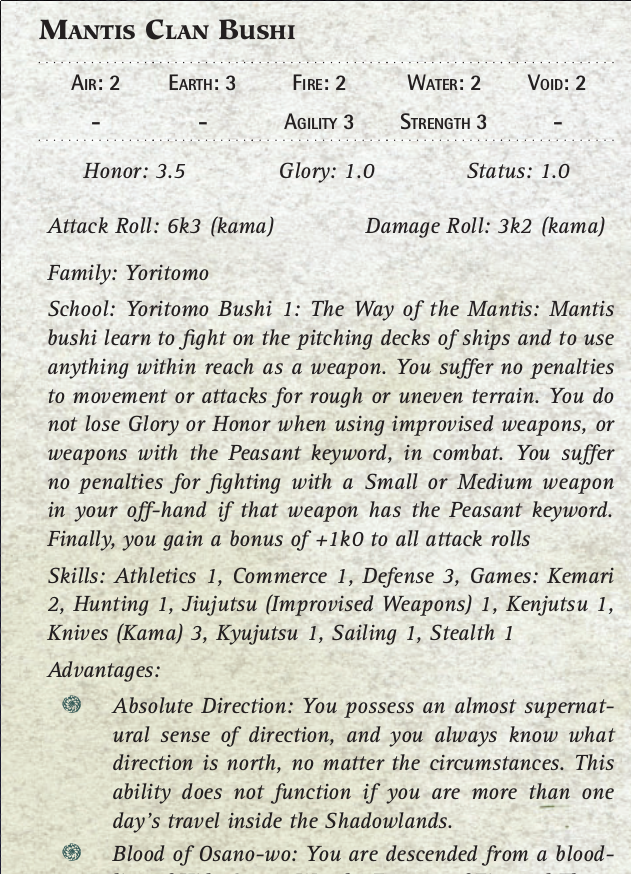 Mantis Clan Bushi
Air: 2 Earth: 3 Fire: 2 Water: 2 Void: 2
– – Agility 3 Strength 3 –
Honor: 3.5 Glory: 1.0 Status: 1.0
Attack Roll: 6k3 (kama) Damage Roll: 3k2 (kama)
Family: Yoritomo
School: Yoritomo Bushi 1: The Way of the Mantis: Mantis
bushi learn to fight on the pitching decks of ships and to use
anything within reach as a weapon. You suffer no penalties
to movement or attacks for rough or uneven terrain. You do
not lose Glory or Honor when using improvised weapons, or
weapons with the Peasant keyword, in combat. You suffer
no penalties for fighting with a Small or Medium weapon
in your off-hand if that weapon has the Peasant keyword.
Finally, you gain a bonus of +1k0 to all attack rolls
Skills: Athletics 1, Commerce 1, Defense 3, Games: Kemari
2, Hunting 1, Jiujutsu (Improvised Weapons) 1, Kenjutsu 1,
Knives (Kama) 3, Kyujutsu 1, Sailing 1, Stealth 1
Advantages:
Absolute Direction: You possess an almost supernat-
ural sense of direction, and you always know what
direction is north, no matter the circumstances. This
ability does not function if you are more than one
day's travel inside the Shadowlands.
Blood of Osano-wo: You are descended from a blood-